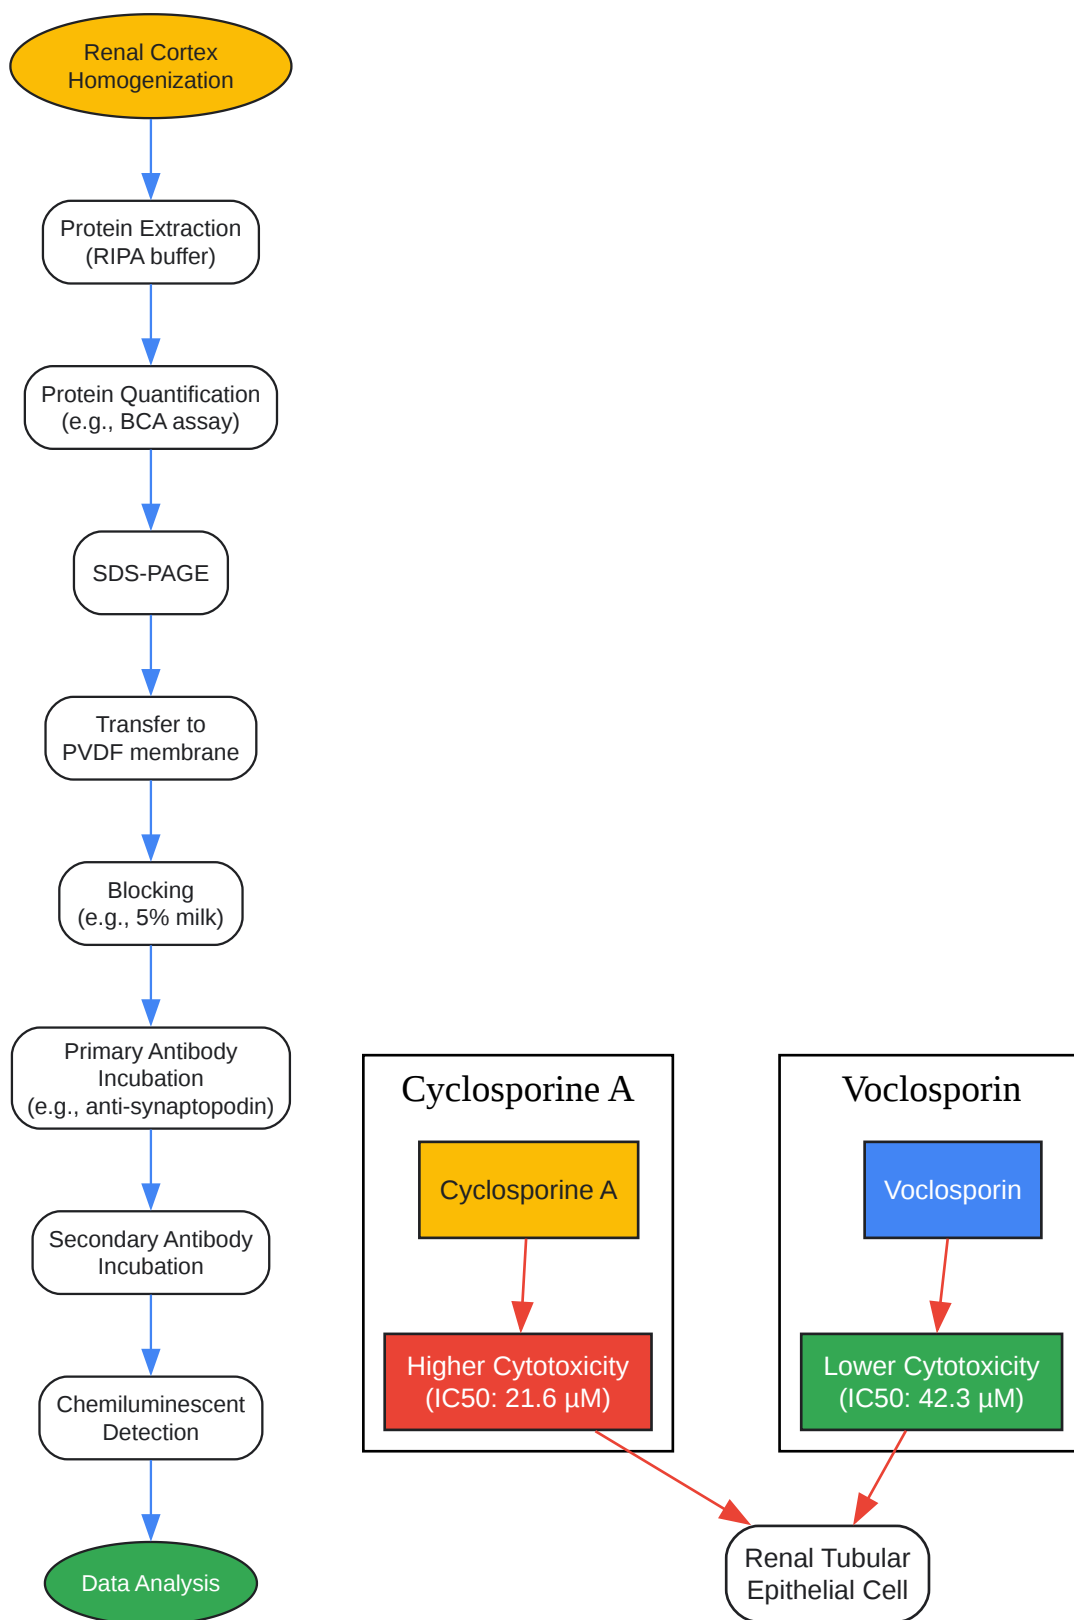 Renal Cortex
Homogenization
Protein Extraction
(RIPA buffer)
Protein Quantification
(e.g., BCA assay)
SDS-PAGE
Transfer to
PVDF membrane
Blocking
(e.g., 5% milk)
Primary Antibody
Incubation
(e.g., anti-synaptopodin)
Secondary Antibody
Incubation
Chemiluminescent
Detection
Data Analysis
Cyclosporine A
Cyclosporine A
Higher Cytotoxicity
(IC50: 21.6 µM)
Voclosporin
Voclosporin
Lower Cytotoxicity
(IC50: 42.3 µM)
Renal Tubular
Epithelial Cell